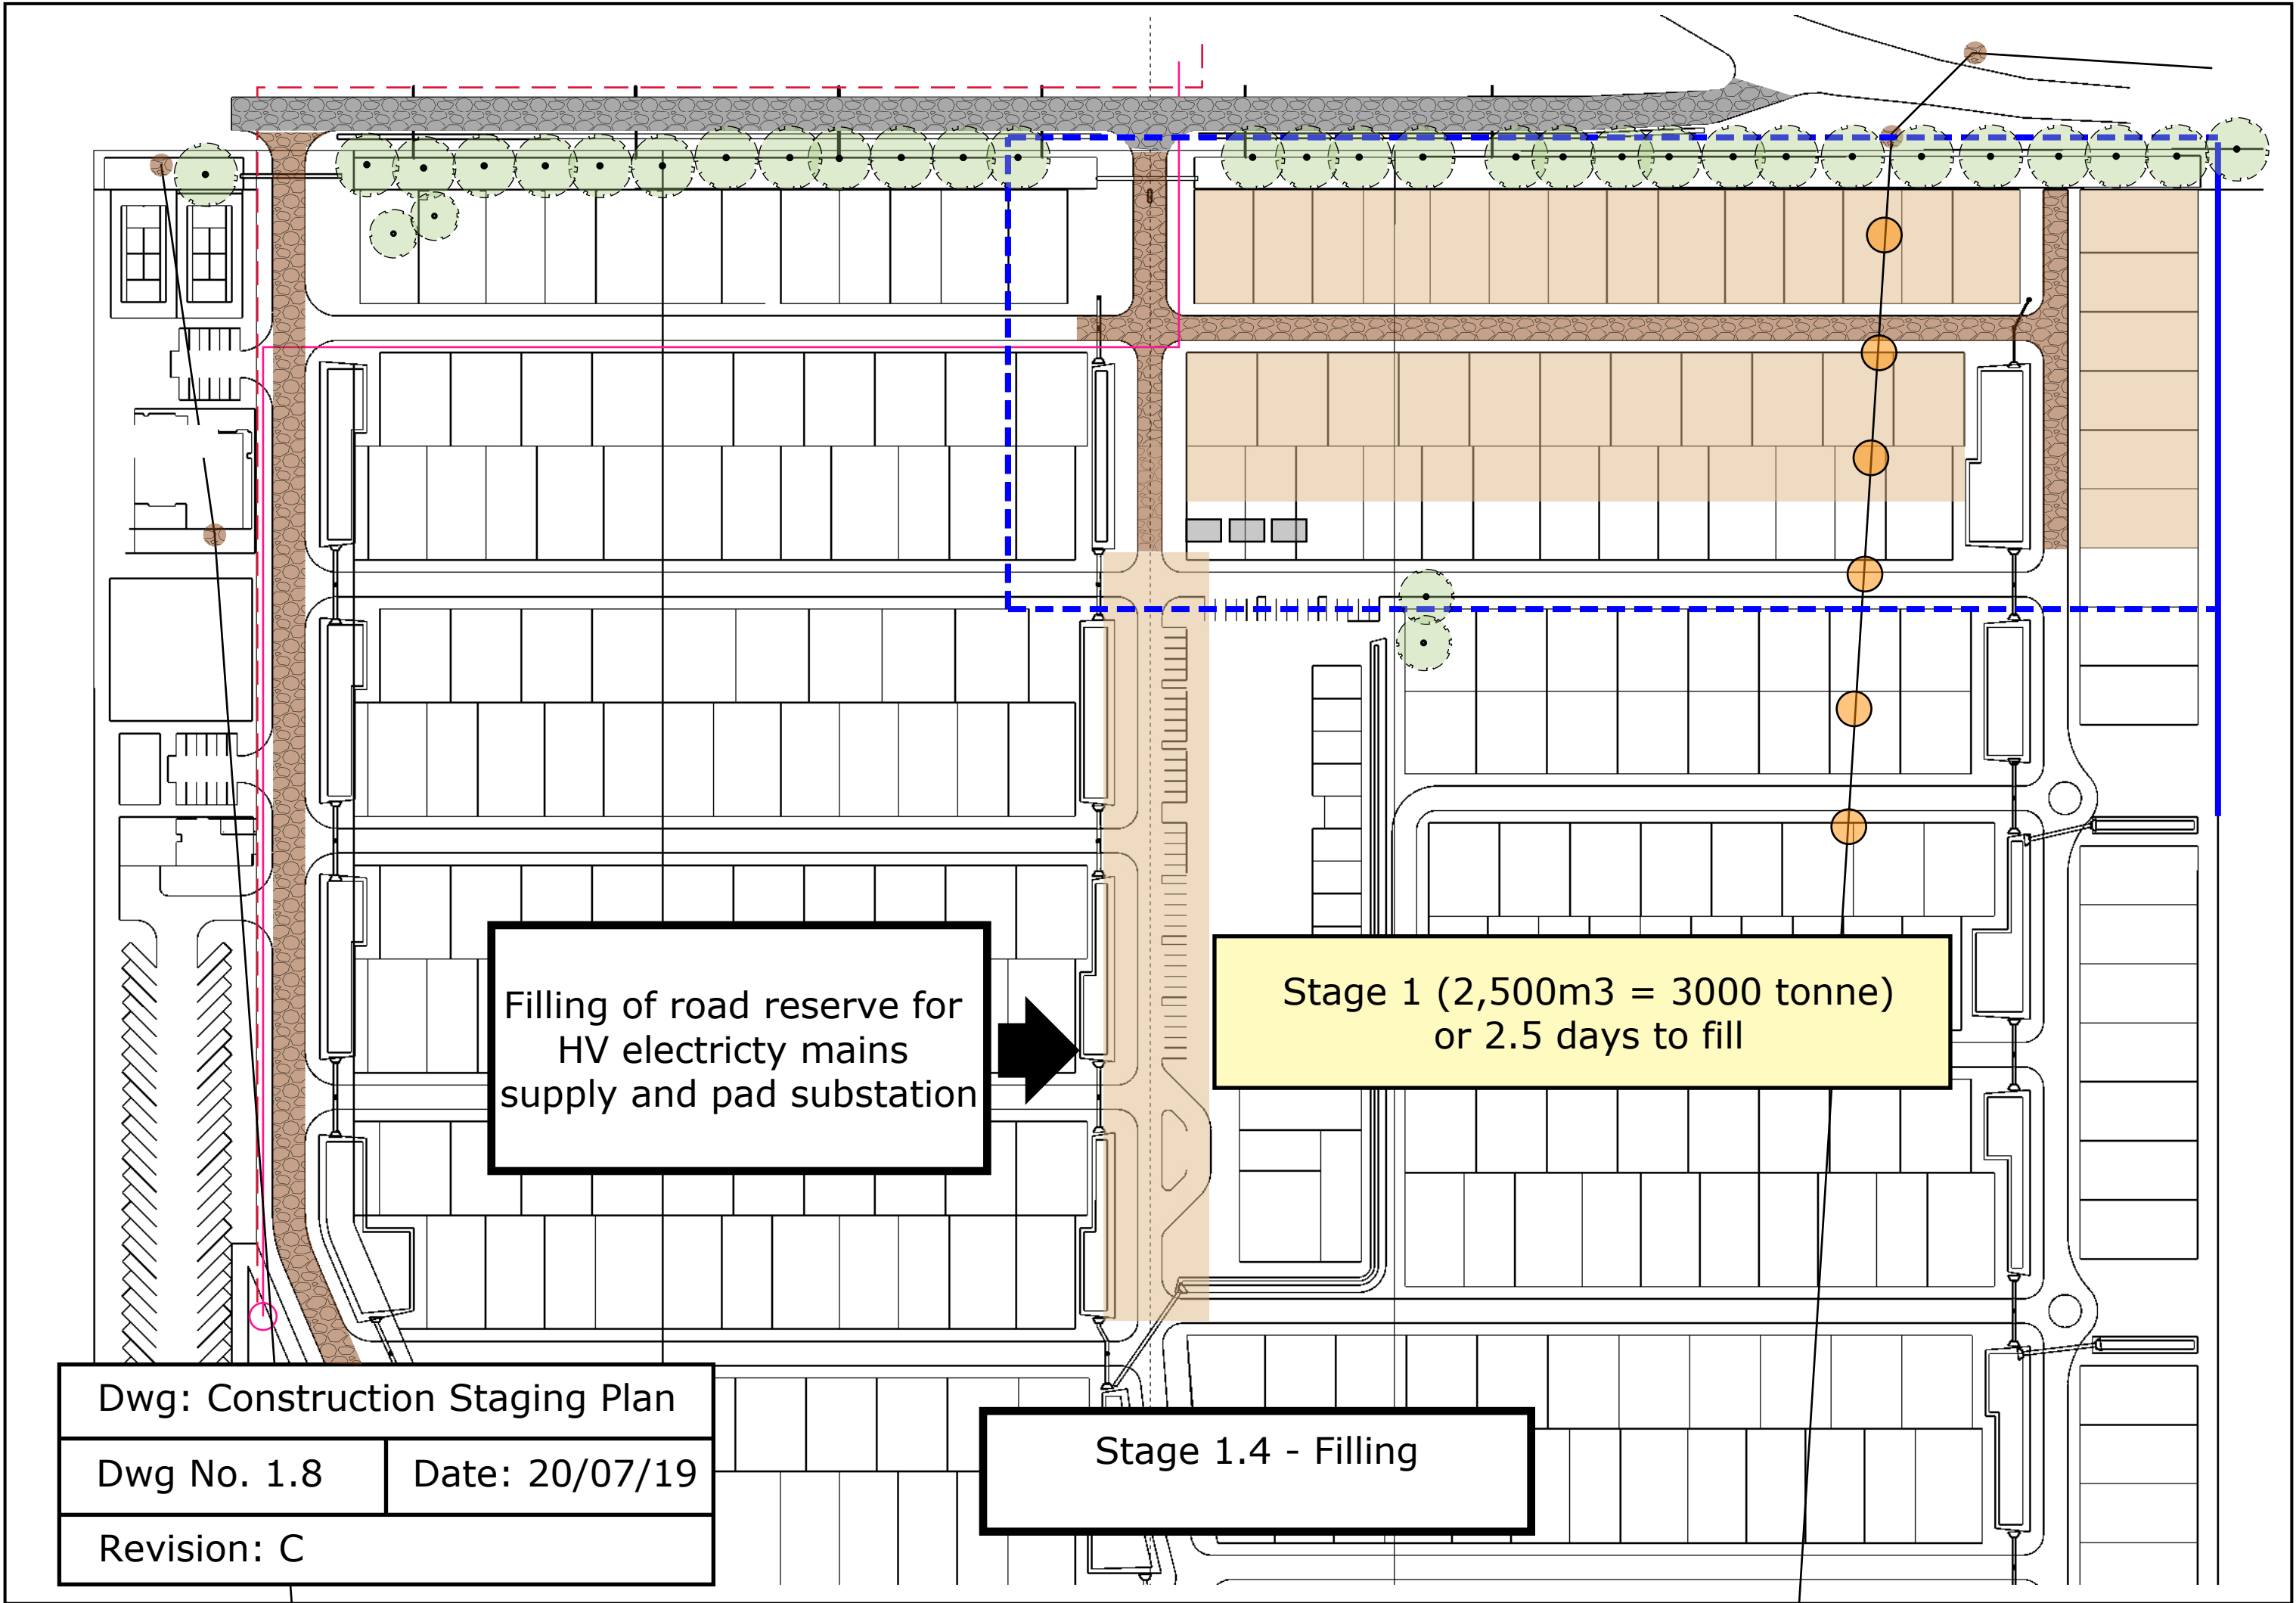 Filling of road reserve for
HV electricty mains
supply and pad substation
Stage 1 (2,500m3 = 3000 tonne)
or 2.5 days to fill
Dwg: Construction Staging Plan
Dwg No. 1.8
Date: 20/07/19
Revision: C
Stage 1.4 - Filling